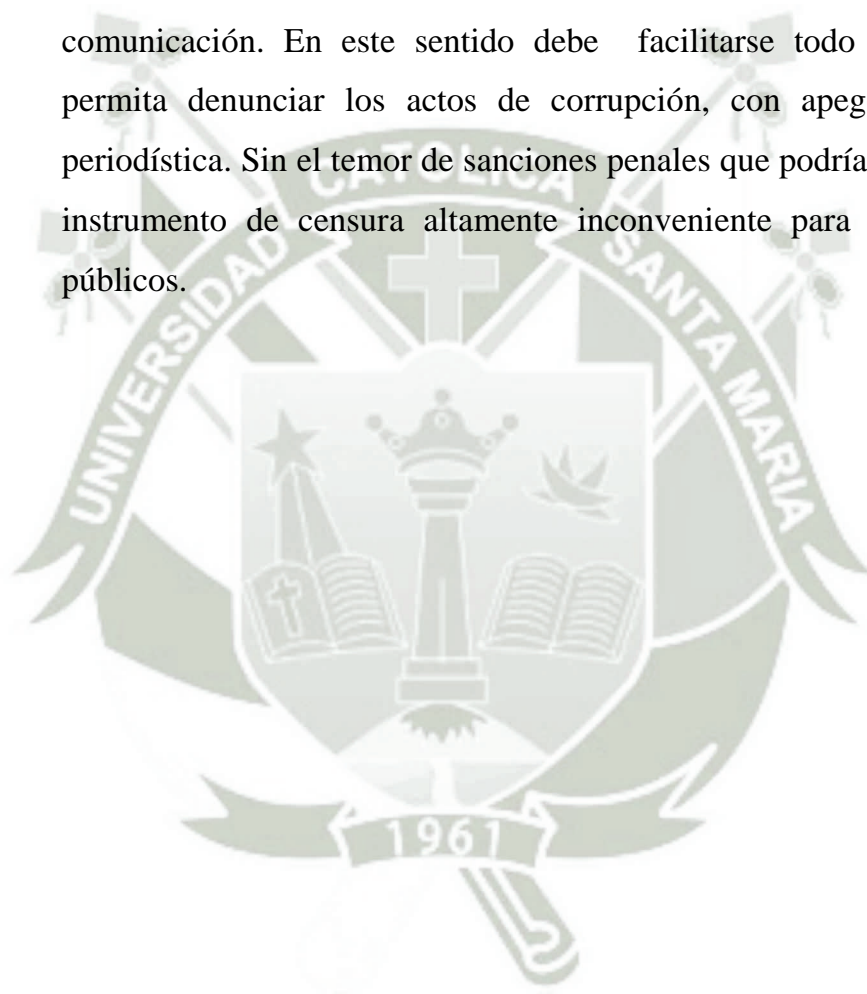 comunicación. En este sentido debe facilitarse todo
permita denunciar los actos de corrupción, con apeg
periodística. Sin el temor de sanciones penales que podría
instrumento de censura altamente inconveniente para
públicos.
UNIVERSIDAD CATOLICA SANTA MARIA
1961